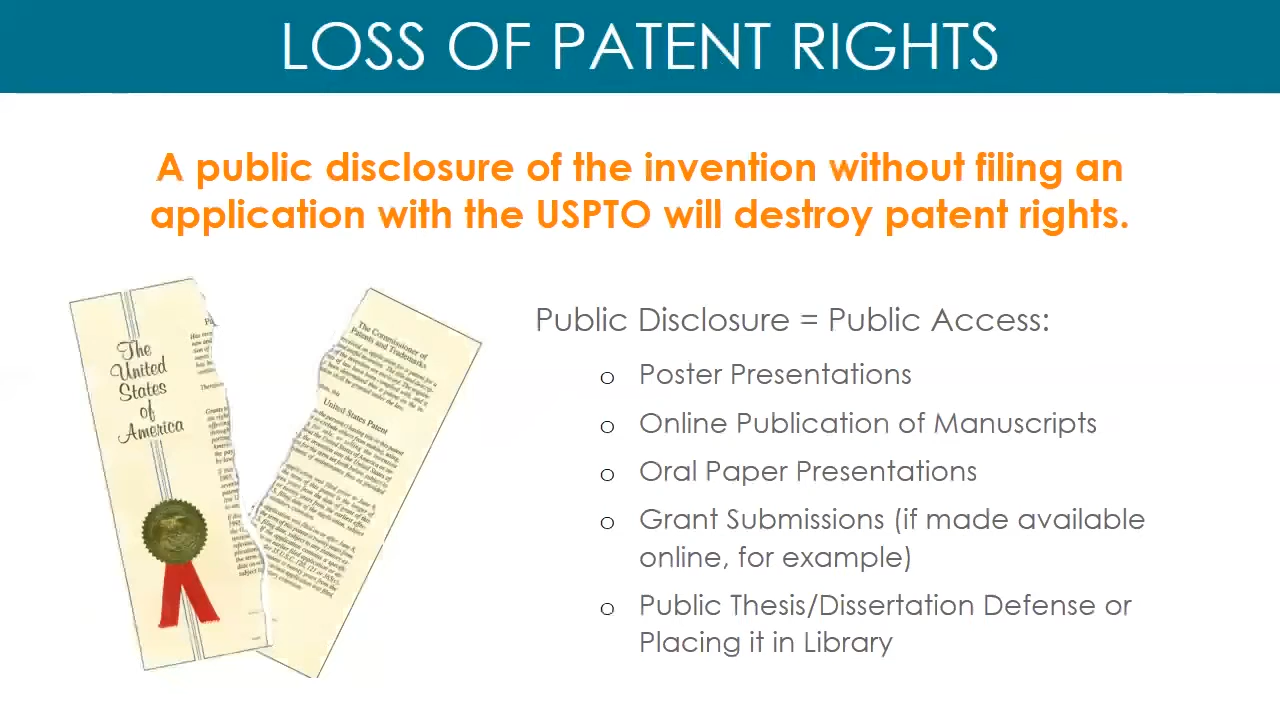 LOSS OF PATENT RIGHTS
A public disclosure of the invention without filing an
application with the USPTO will destroy patent rights.
The
United
States
of
America
The Commissioner of
Patents and Trademarks
United States Patent
Public Disclosure = Public Access:
o Poster Presentations
o Online Publication of Manuscripts
o Oral Paper Presentations
o Grant Submissions (if made available
online, for example)
o Public Thesis/Dissertation Defense or
Placing it in Library